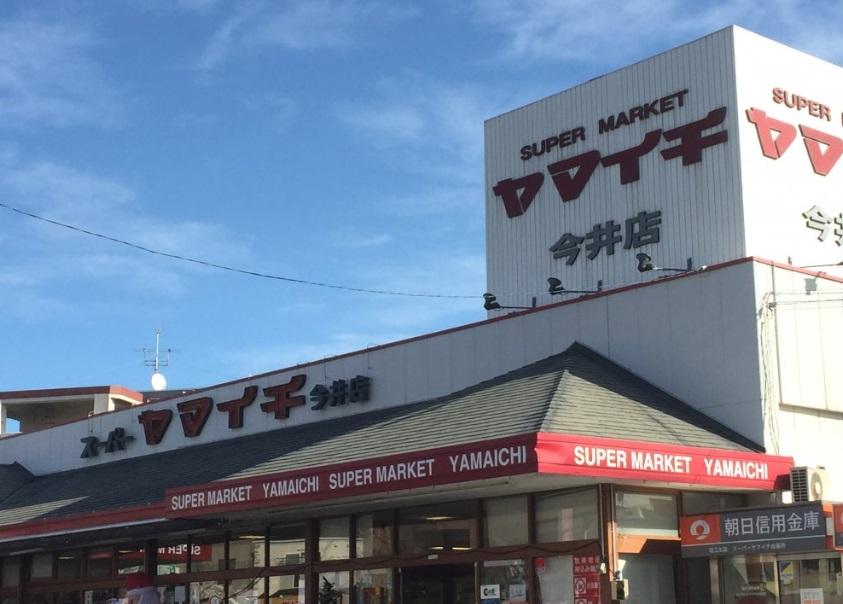 SUPER MARKET
ヤマイチ
今井店
SUPER
ヤマ
今
スーパー ヤマイチ 今井店
SUPER MARKET YAMAICHI SUPER MARKET YAMAICHI
SUPER MARKET YAMAICHI
朝日信用金庫
SUPER